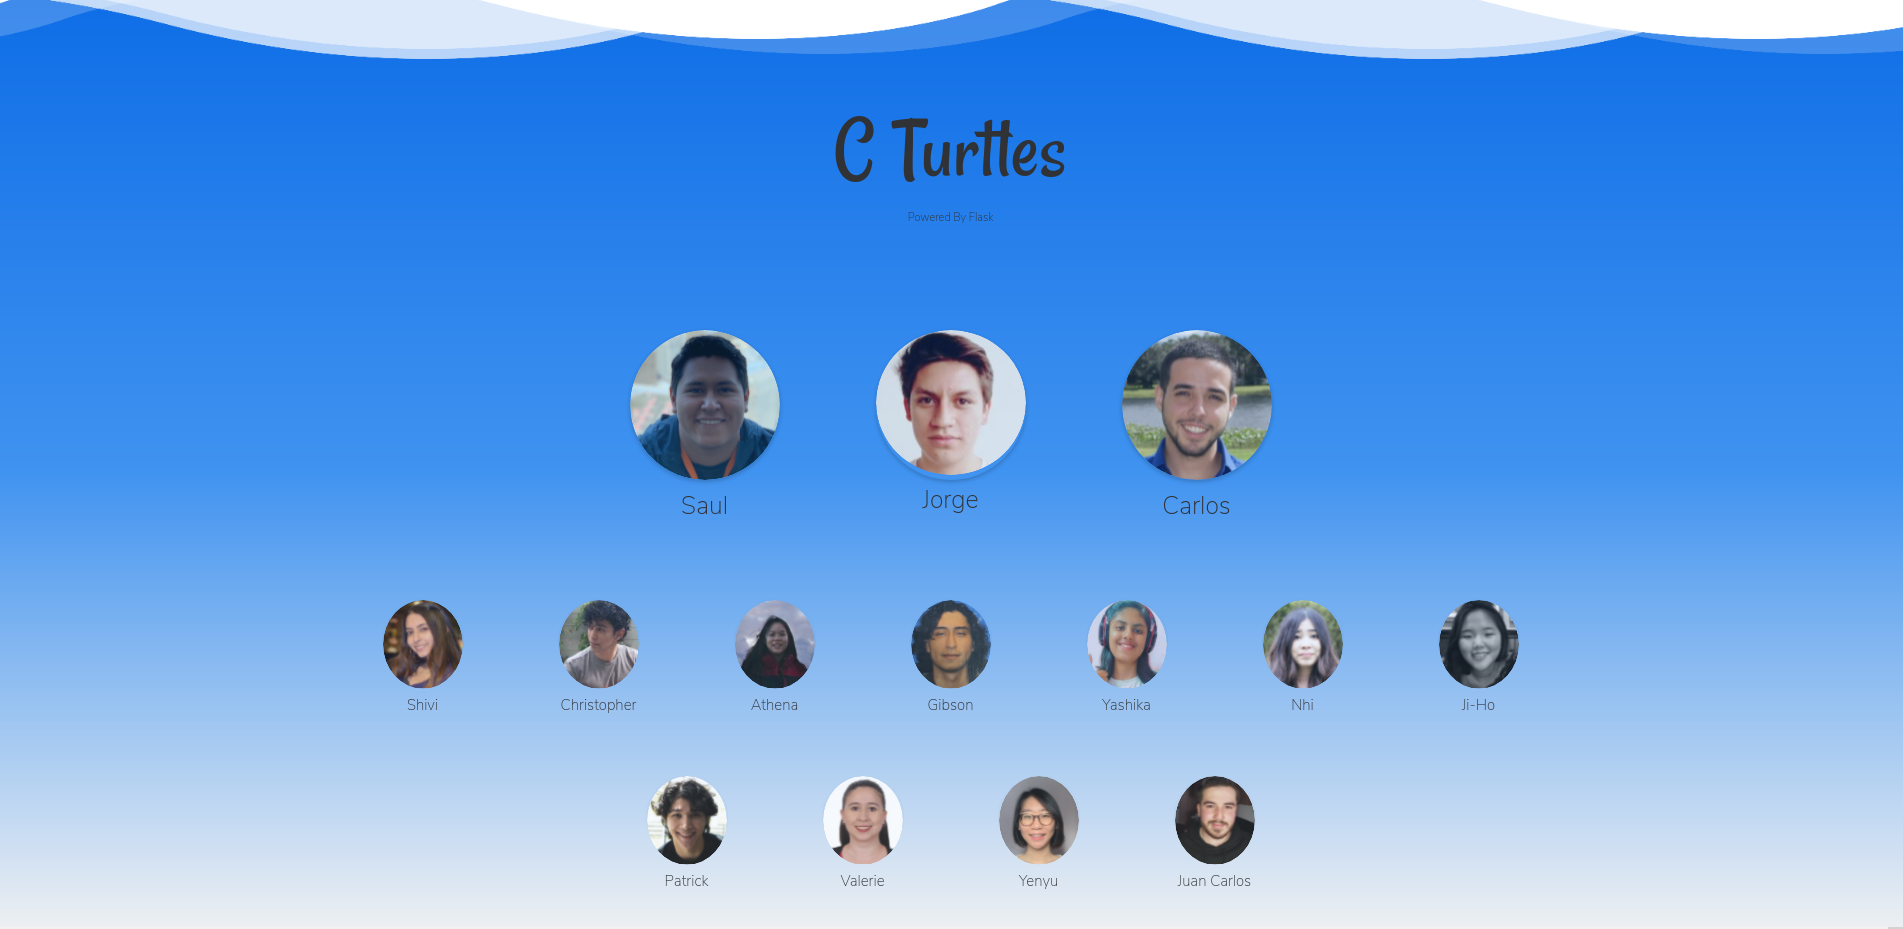 C Turttes
Powered By Flask
Saul
Jorge
Carlos
Shivi
Christopher
Athena
Gibson
Yashika
Nhi
Ji-Ho
Patrick
Valerie
Yenyu
Juan Carlos